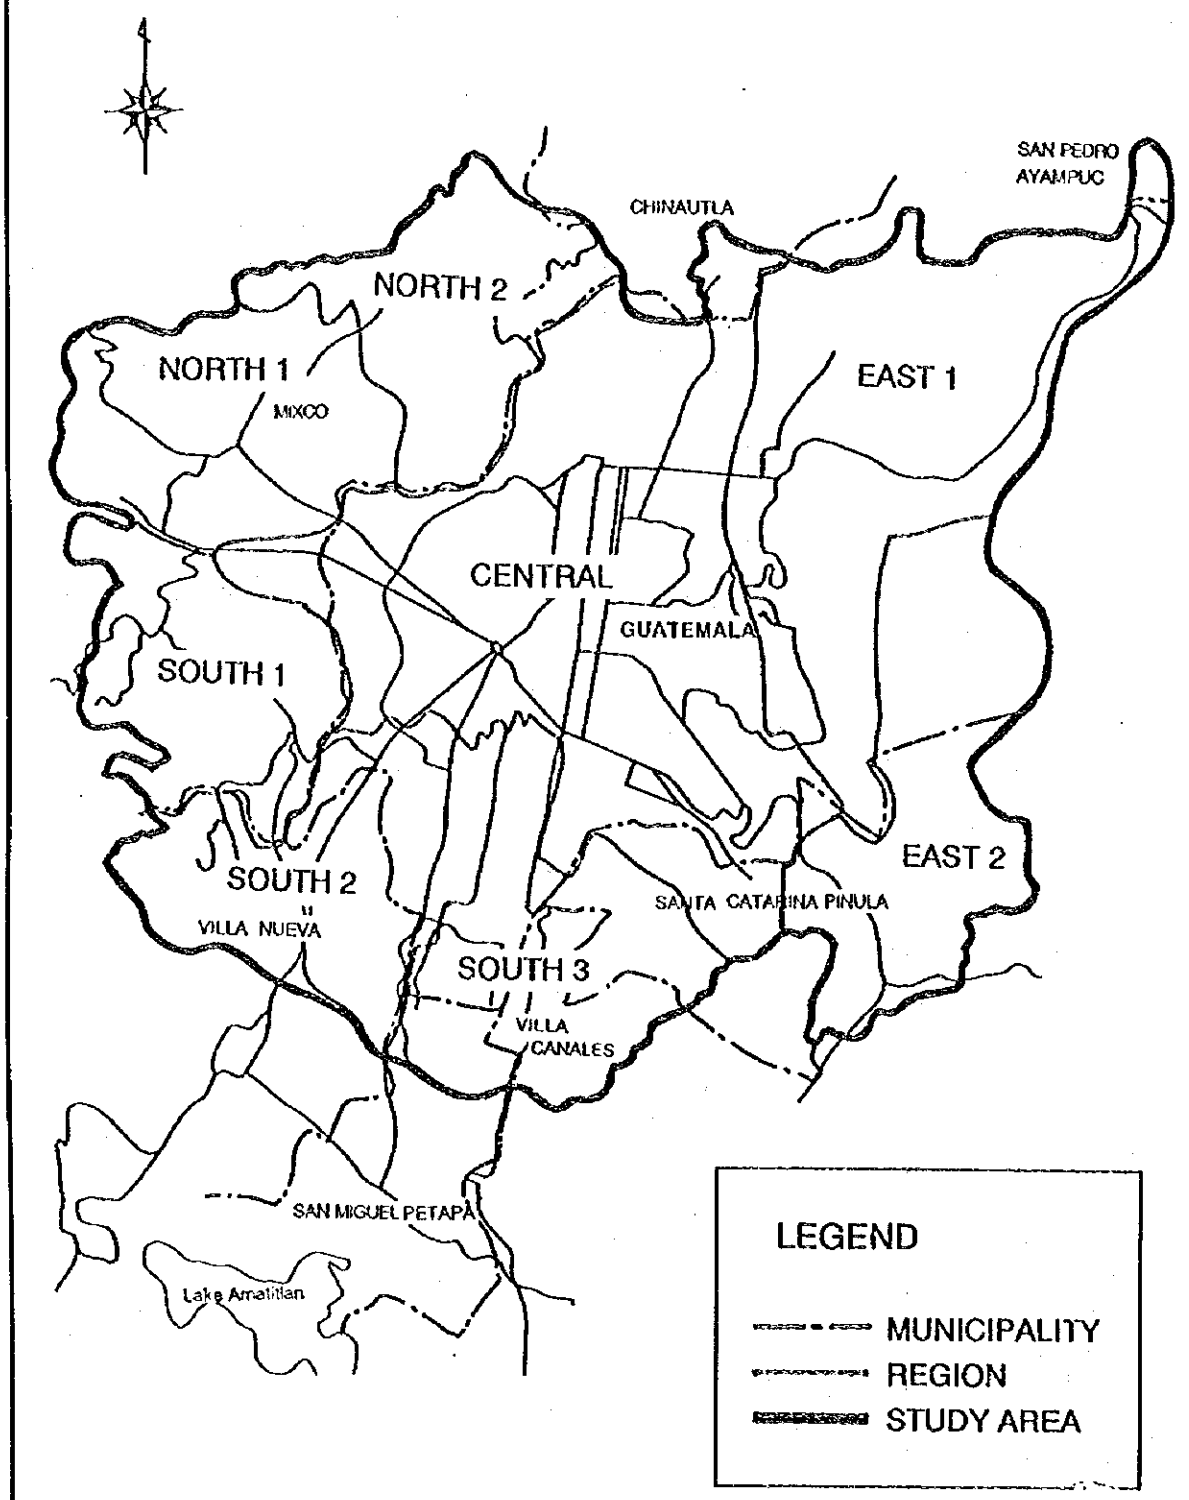 SAN PEDRO
AYAMPUC
CHINAUTLA
NORTH 2
NORTH 1
EAST 1
MIXCO
CENTRAL
GUATEMALA
SOUTH 1
EAST 2
SOUTH 2
SANTA CATARINA PINULA
VILLA NUEVA
SOUTH 3
VILLA
CANALES
SAN MIGUEL PETAPA
Lake Amatitlan
LEGEND
MUNICIPALITY
REGION
STUDY AREA